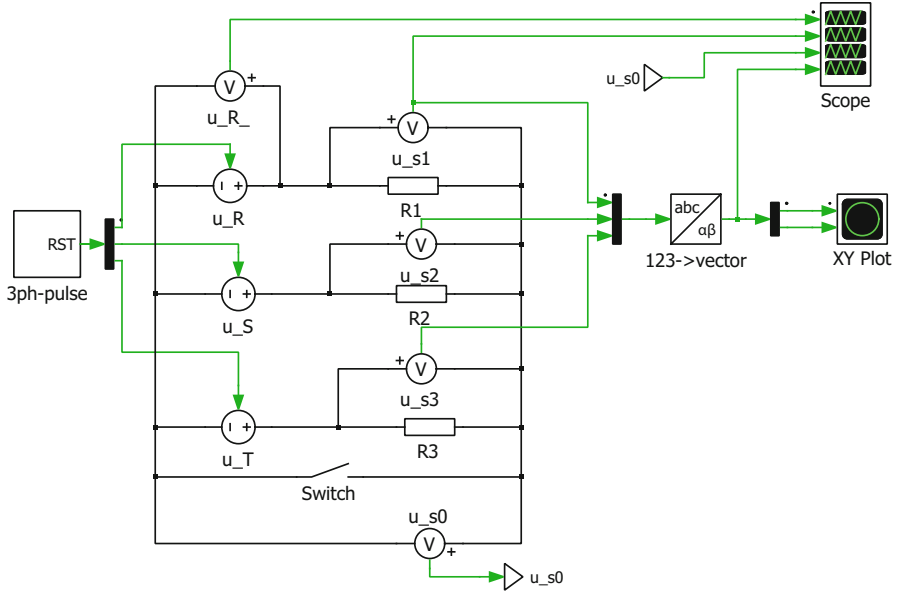 u_s0
Scope
V
+
u_R_
+
V
u_s1
abc
αβ
123->vector
XY Plot
RST
3ph-pulse
+
u_R
R1
+
V
u_s2
+
u_S
R2
+
V
u_s3
+
u_T
R3
Switch
u_s0
V
+
u_s0